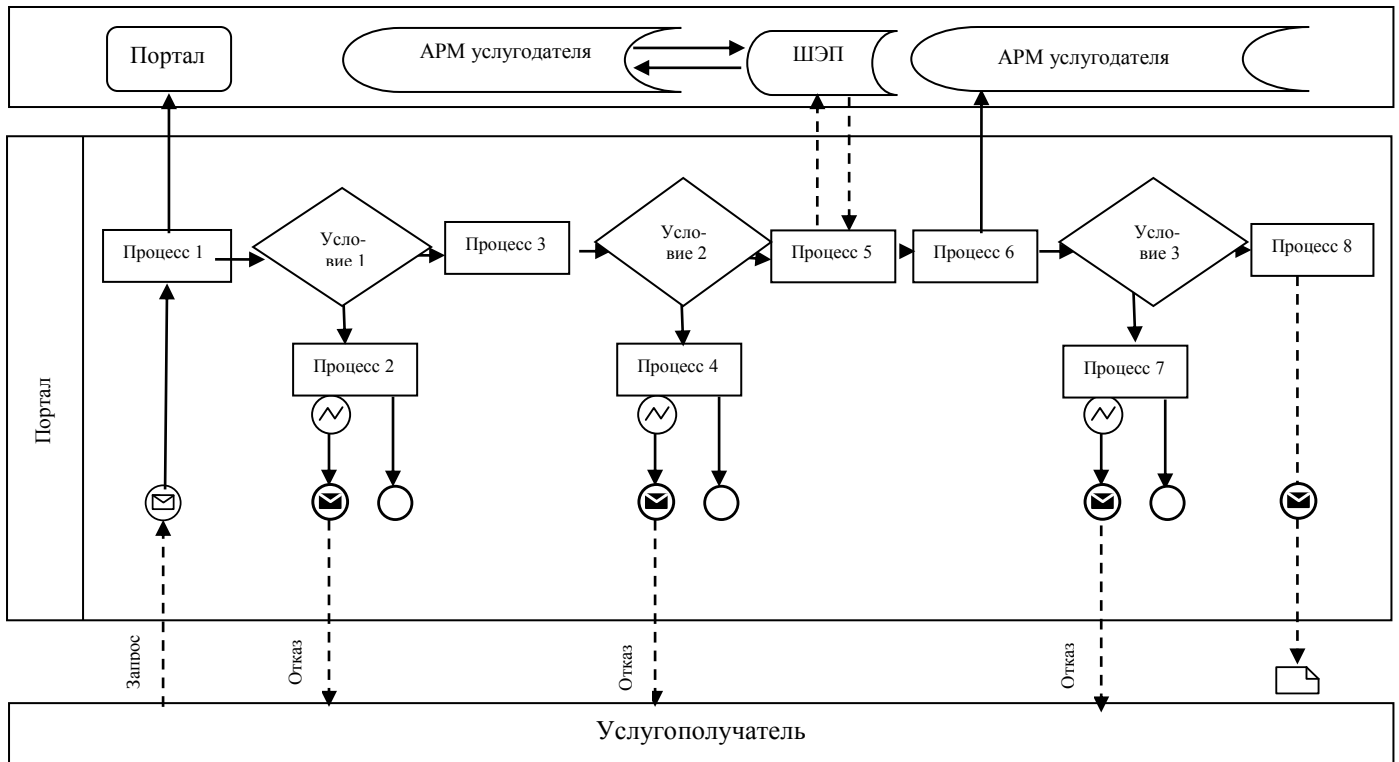 Портал
АРМ услугодателя
ШЭП
АРМ услугодателя
Портал
Процесс 1
Усло-
вие 1
Процесс 3
Усло-
вие 2
Процесс 5
Процесс 6
Усло-
вие 3
Процесс 8
Процесс 2
Процесс 4
Процесс 7
Запрос
Отказ
Отказ
Отказ
Услугополучатель